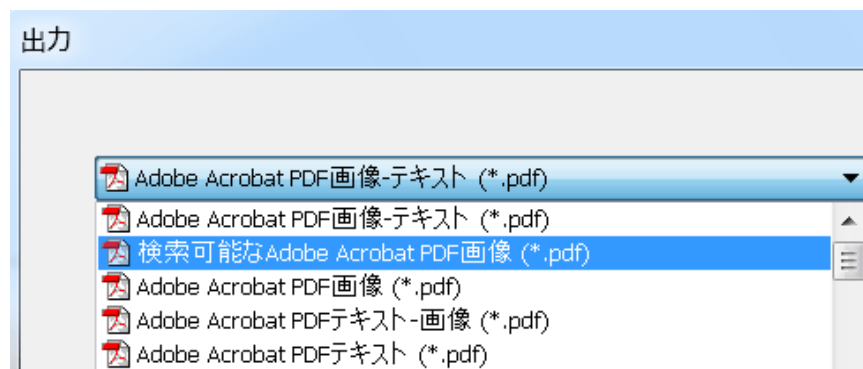 出力
Adobe Acrobat PDF画像-テキスト (*.pdf)
Adobe Acrobat PDF画像-テキスト (*.pdf)
検索可能なAdobe Acrobat PDF画像 (*.pdf)
Adobe Acrobat PDF画像 (*.pdf)
Adobe Acrobat PDFテキスト-画像 (*.pdf)
Adobe Acrobat PDFテキスト (*.pdf)